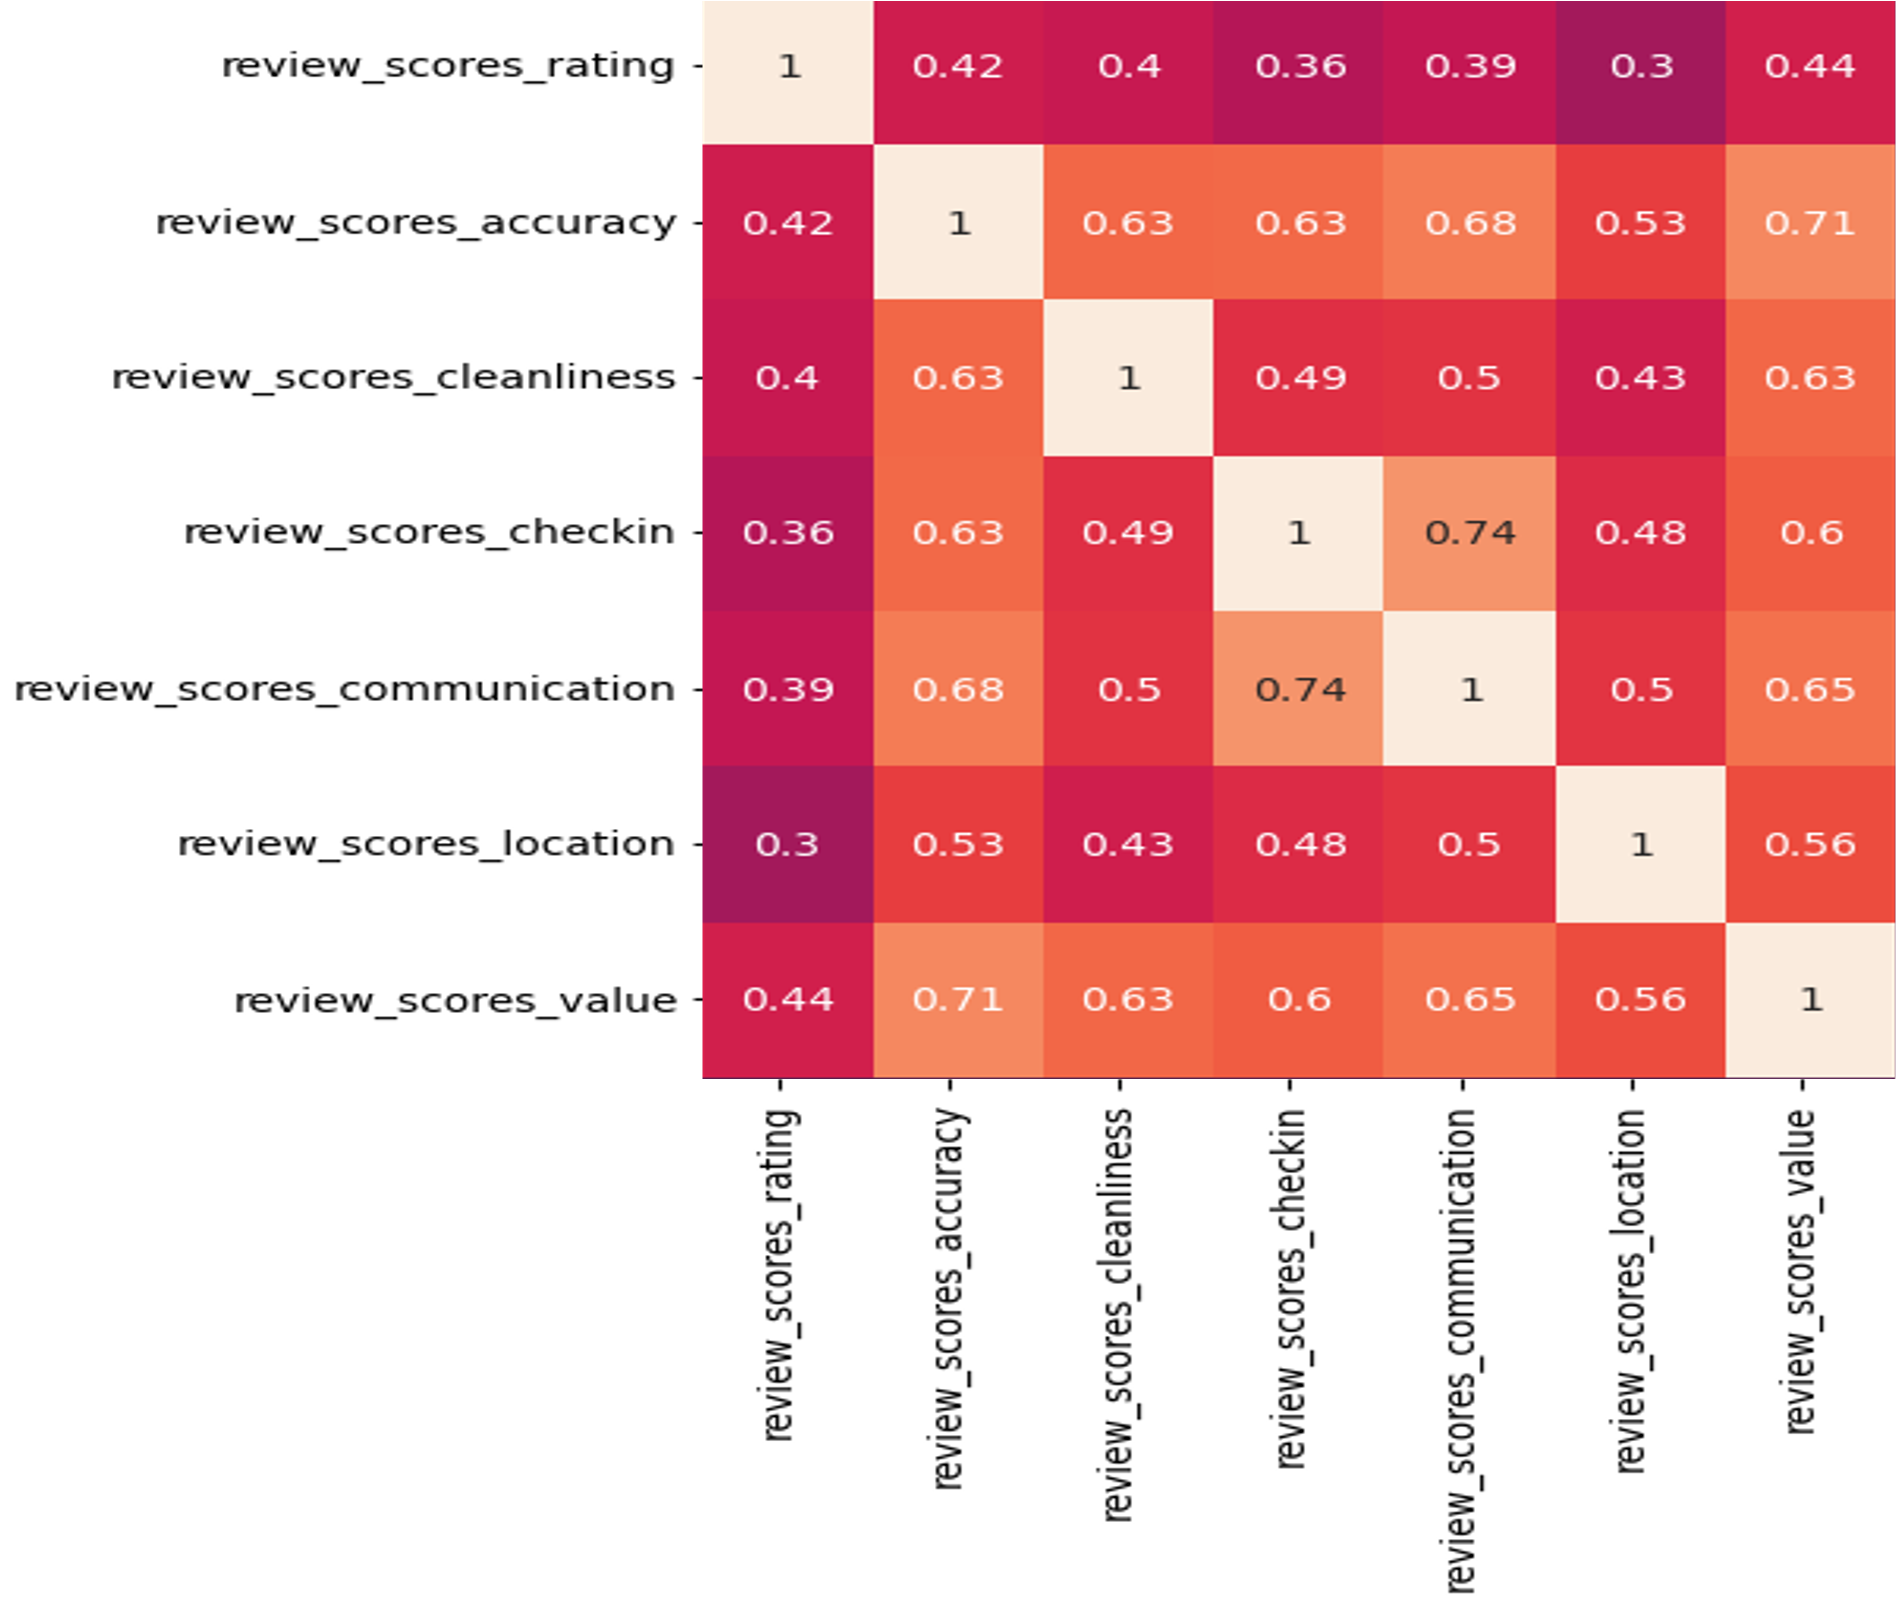 review_scores_rating 1 0.42 0.4 0.36 0.39 0.3 0.44
review_scores_accuracy 0.42 1 0.63 0.63 0.68 0.53 0.71
review_scores_cleanliness 0.4 0.63 1 0.49 0.5 0.43 0.63
review_scores_checkin 0.36 0.63 0.49 1 0.74 0.48 0.6
review_scores_communication 0.39 0.68 0.5 0.74 1 0.5 0.65
review_scores_location 0.3 0.53 0.43 0.48 0.5 1 0.56
review_scores_value 0.44 0.71 0.63 0.6 0.65 0.56 1
review_scores_rating
review_scores_accuracy
review_scores_cleanliness
review_scores_checkin
review_scores_communication
review_scores_location
review_scores_value